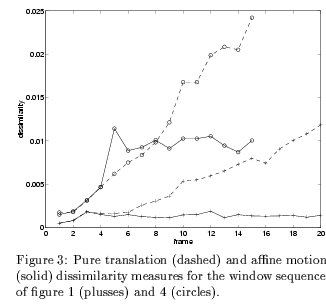 0.025
0.02
0.015
0.01
0.005
0
dissimilarity
0 2 4 6 8 10 12 14 16 18 20
frame
Figure 3: Pure translation (dashed) and affine motion
(solid) dissimilarity measures for the window sequence
of figure 1 (plusses) and 4 (circles).